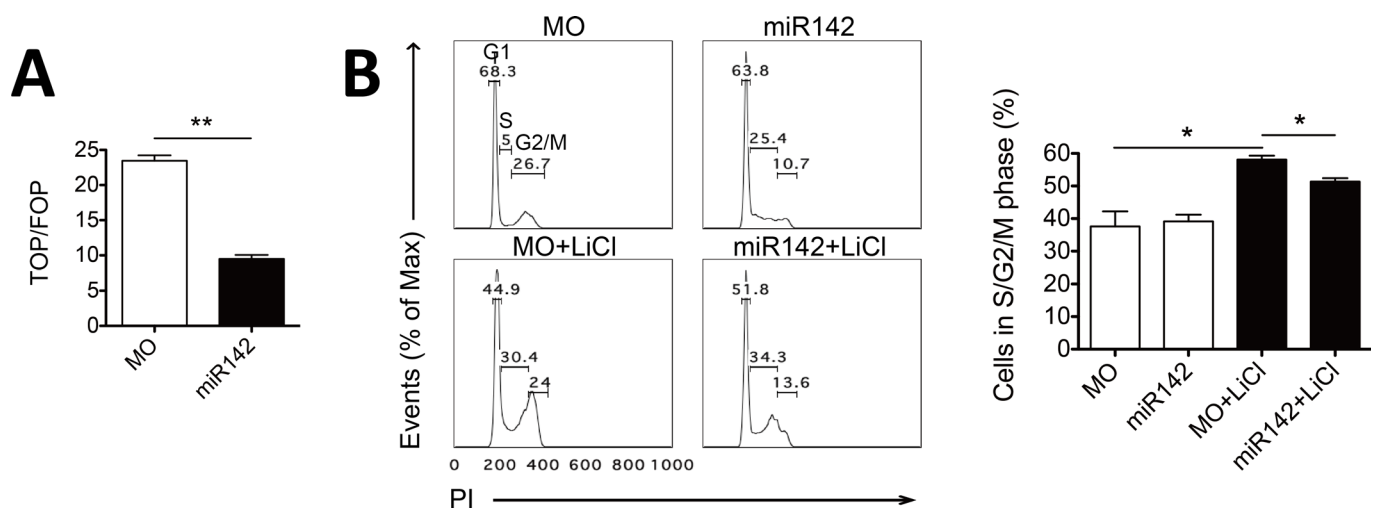 A
TOP/FOP
25
20
15
10
5
0
**
MO
miR142
B
Events (% of Max)
MO
G1
68.3
S
5
G2/M
26.7
miR142
63.8
25.4
10.7
MO+LiCl
44.9
30.4
24
miR142+LiCl
51.8
34.3
13.6
0 200 400 600 800 1000
PI
Cells in S/G2/M phase (%)
60
50
40
30
20
10
0
*
*
MO
miR142
MO+LiCl
miR142+LiCl